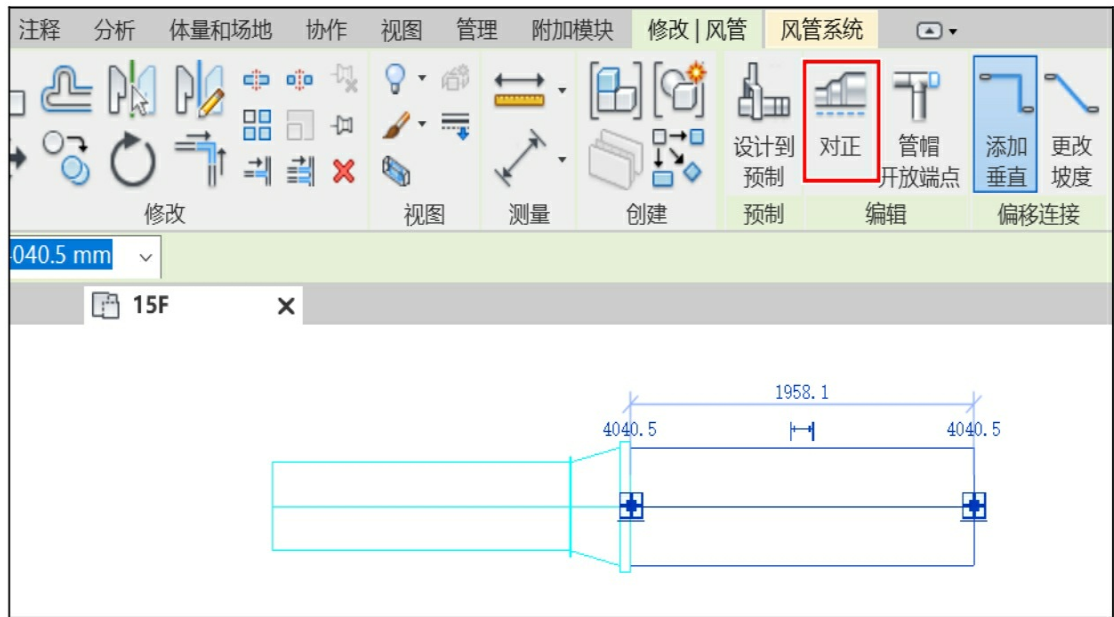 注释 分析 体量和场地 协作 视图 管理 附加模块 修改 | 风管 风管系统
设计到 对正 管帽 添加 更改
预制 开放端点 垂直 坡度
修改 视图 测量 创建 预制 编辑 偏移连接
4040.5 mm
15F
1958.1
4040.5 4040.5